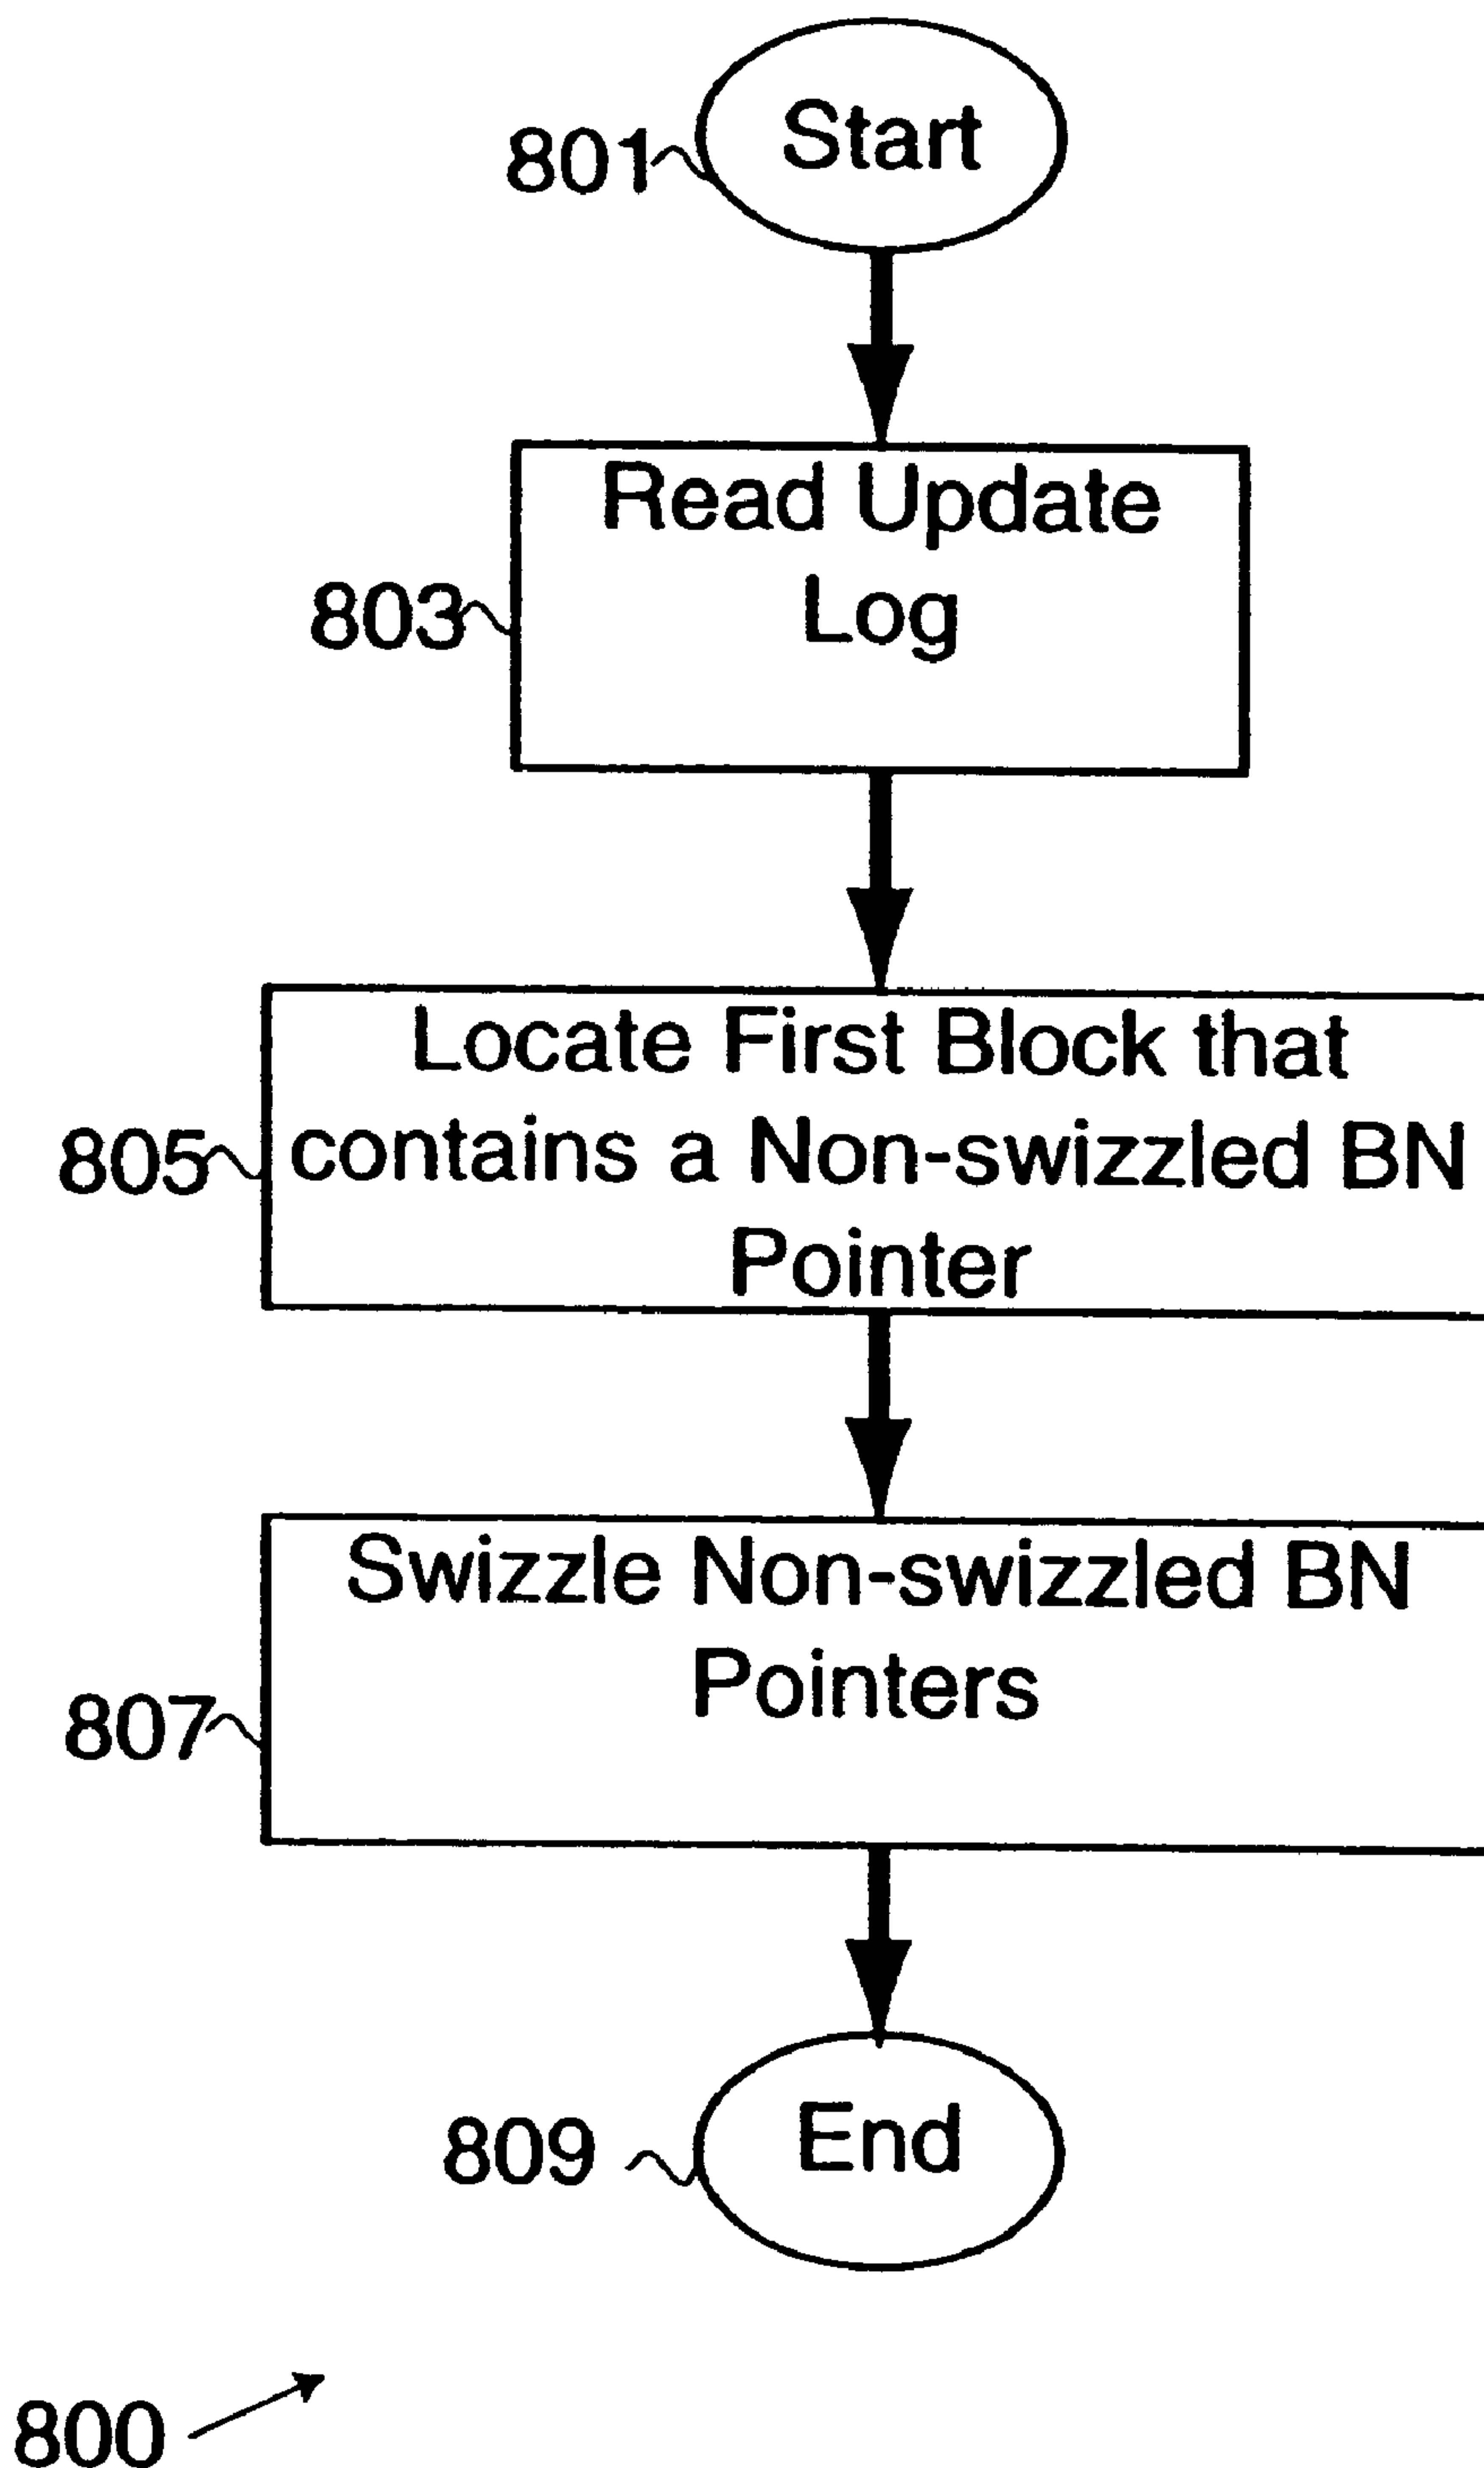 Start
801
Read Update
Log
803
Locate First Block that
contains a Non-swizzled BN
Pointer
805
Swizzle Non-swizzled BN
Pointers
807
End
809
800